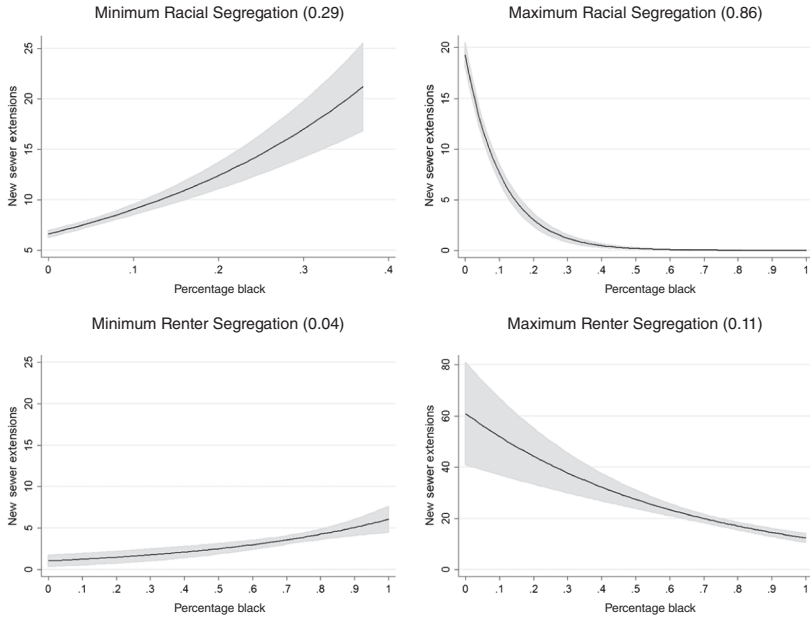 Minimum Racial Segregation (0.29)
New sewer extensions
25
20
15
10
5
0 .1 .2 .3 .4
Percentage black
Maximum Racial Segregation (0.86)
New sewer extensions
20
15
10
5
0
0 .1 .2 .3 .4 .5 .6 .7 .8 .9 1
Percentage black
Minimum Renter Segregation (0.04)
New sewer extensions
25
20
15
10
5
0
0 .1 .2 .3 .4 .5 .6 .7 .8 .9 1
Percentage black
Maximum Renter Segregation (0.11)
New sewer extensions
80
60
40
20
0
0 .1 .2 .3 .4 .5 .6 .7 .8 .9 1
Percentage black